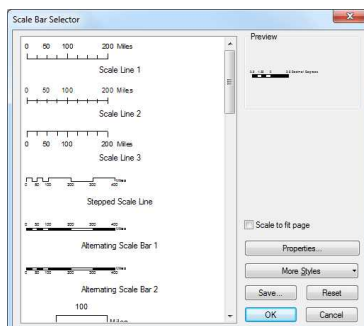 Scale Bar Selector
Preview
0 50 100 200 Miles
Scale Line 1
0 50 100 200 Miles
Scale Line 2
0 50 100 200 Miles
Scale Line 3
Stepped Scale Line
Alternating Scale Bar 1
Alternating Scale Bar 2
100
Scale to fit page
Properties...
More Styles
Save...
Reset
OK
Cancel